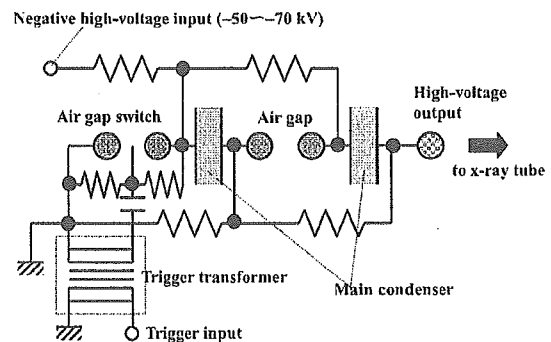 Negative high-voltage input (–50～–70 kV)
High-voltage
output
Air gap switch
Air gap
to x-ray tube
Trigger transformer
Main condenser
Trigger input